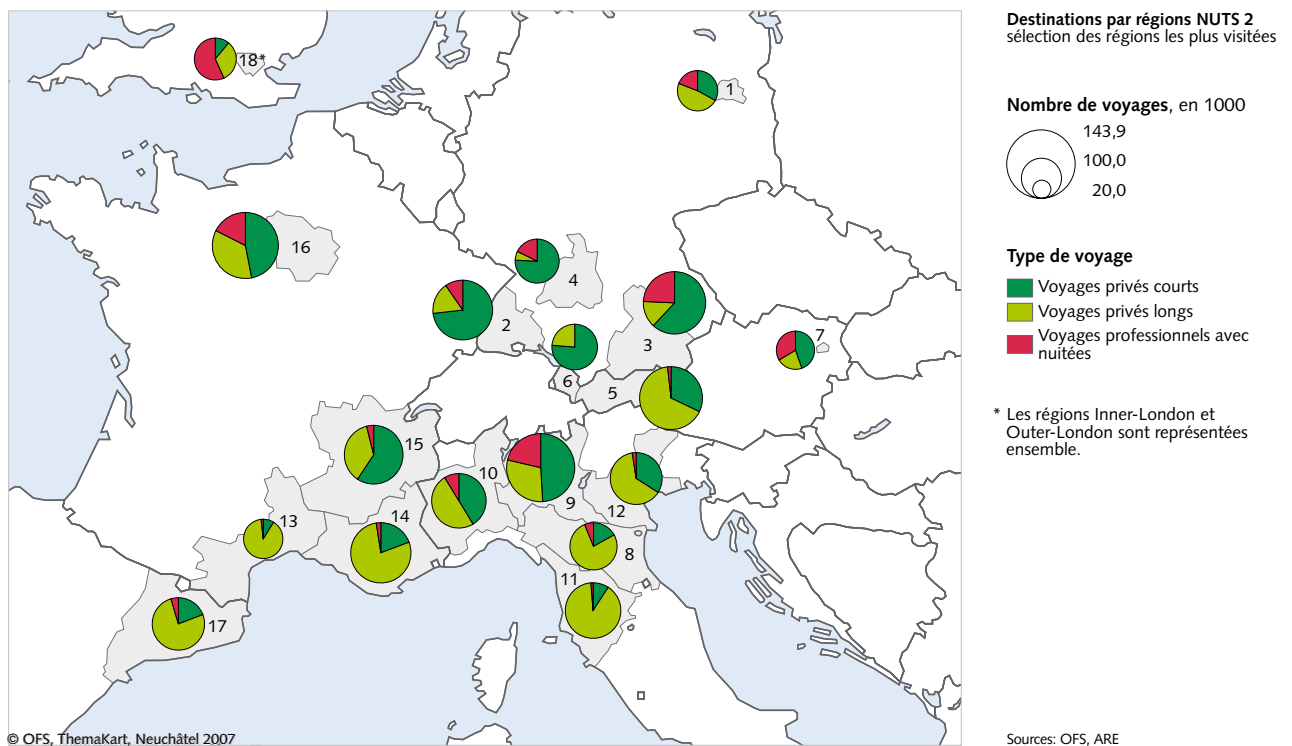 Destinations par régions NUTS 2
sélection des régions les plus visitées
Nombre de voyages, en 1000
143,9
100,0
20,0
Type de voyage
Voyages privés courts
Voyages privés longs
Voyages professionnels avec
nuitées
* Les régions Inner-London et
Outer-London sont représentées
ensemble.
18*
1
16
4
2
3
7
6
5
15
10
9
12
13
14
8
11
17
© OFS, ThemaKart, Neuchâtel 2007
Sources: OFS, ARE